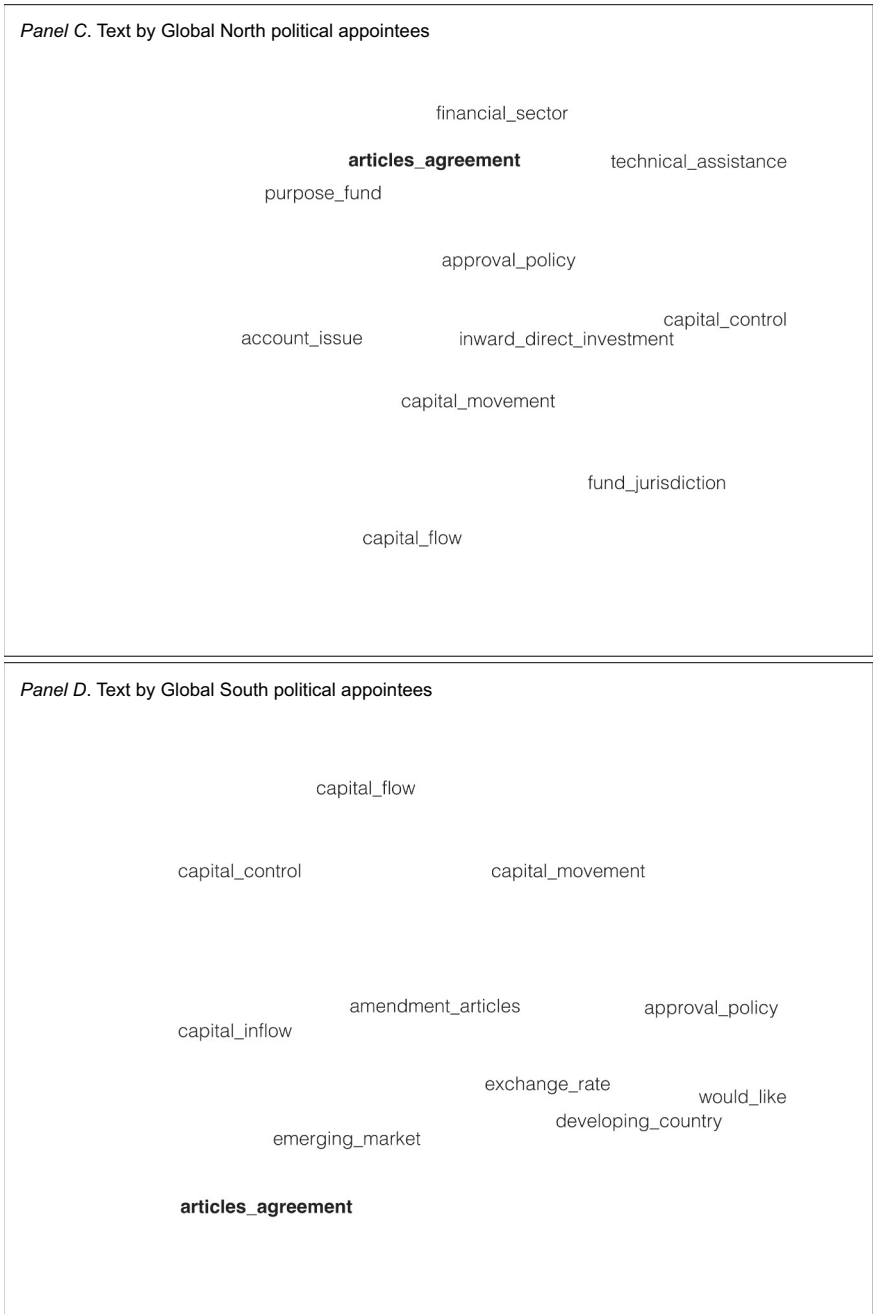 Panel C. Text by Global North political appointees
financial_sector
articles_agreement
technical_assistance
purpose_fund
approval_policy
capital_control
account_issue
inward_direct_investment
capital_movement
fund_jurisdiction
capital_flow
Panel D. Text by Global South political appointees
capital_flow
capital_control
capital_movement
amendment_articles
approval_policy
capital_inflow
exchange_rate
would_like
developing_country
emerging_market
articles_agreement